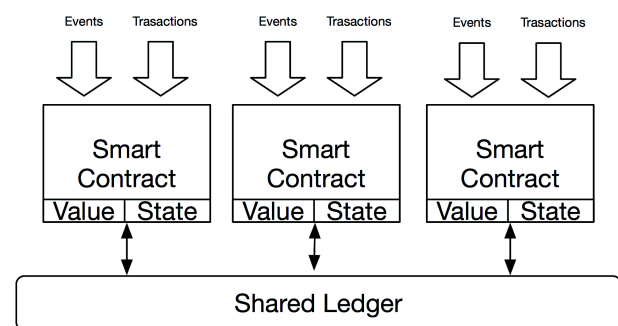 Events Trasactions Events Trasactions Events Trasactions
Smart Contract
Smart Contract
Smart Contract
Value State Value State Value State
Shared Ledger